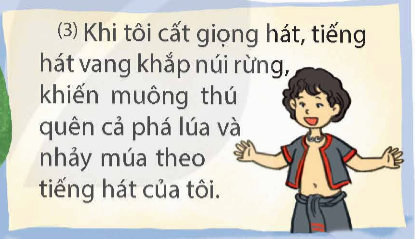 (3) Khi tôi cất giọng hát, tiếng
hát vang khắp núi rừng,
khiến muông thú
quên cả phá lúa và
nhảy múa theo
tiếng hát của tôi.